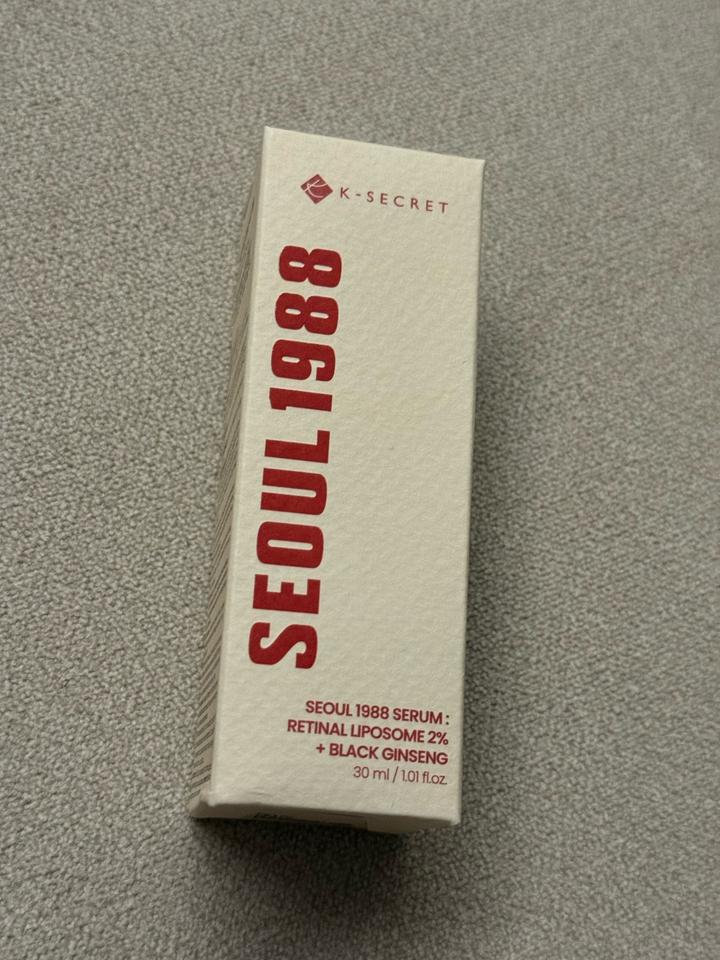 K-SECRET
SEOUL 1988
SEOUL 1988 SERUM :
RETINAL LIPOSOME 2%
+ BLACK GINSENG
30 ml / 1.01 fl.oz.